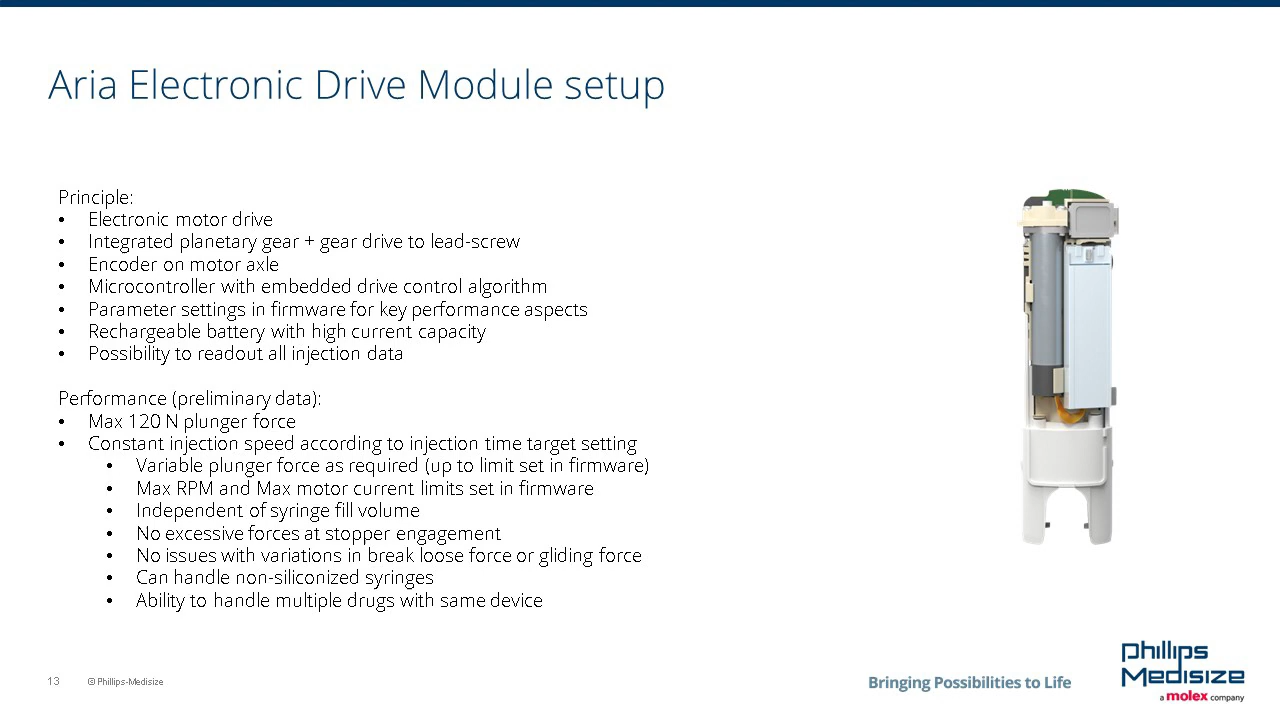 Aria Electronic Drive Module setup
Principle:
• Electronic motor drive
• Integrated planetary gear + gear drive to lead-screw
• Encoder on motor axle
• Microcontroller with embedded drive control algorithm
• Parameter settings in firmware for key performance aspects
• Rechargeable battery with high current capacity
• Possibility to readout all injection data
Performance (preliminary data):
• Max 120 N plunger force
• Constant injection speed according to injection time target setting
• Variable plunger force as required (up to limit set in firmware)
• Max RPM and Max motor current limits set in firmware
• Independent of syringe fill volume
• No excessive forces at stopper engagement
• No issues with variations in break loose force or gliding force
• Can handle non-siliconized syringes
• Ability to handle multiple drugs with same device
13 © Phillips-Medisize
Bringing Possibilities to Life
phillips
medisize
a molex company